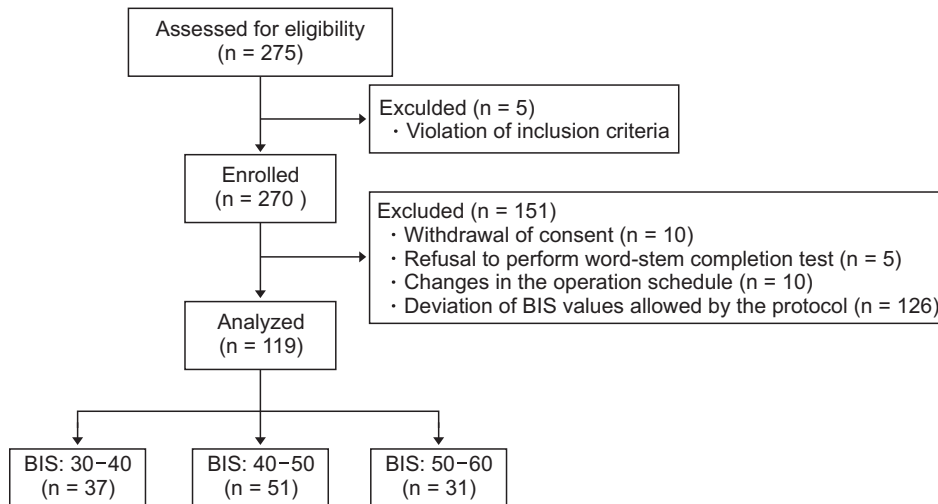 Assessed for eligibility
(n = 275)
Exculded (n = 5)
· Violation of inclusion criteria
Enrolled
(n = 270 )
Excluded (n = 151)
· Withdrawal of consent (n = 10)
· Refusal to perform word-stem completion test (n = 5)
· Changes in the operation schedule (n = 10)
· Deviation of BIS values allowed by the protocol (n = 126)
Analyzed
(n = 119)
BIS: 30−40
(n = 37)
BIS: 40−50
(n = 51)
BIS: 50−60
(n = 31)